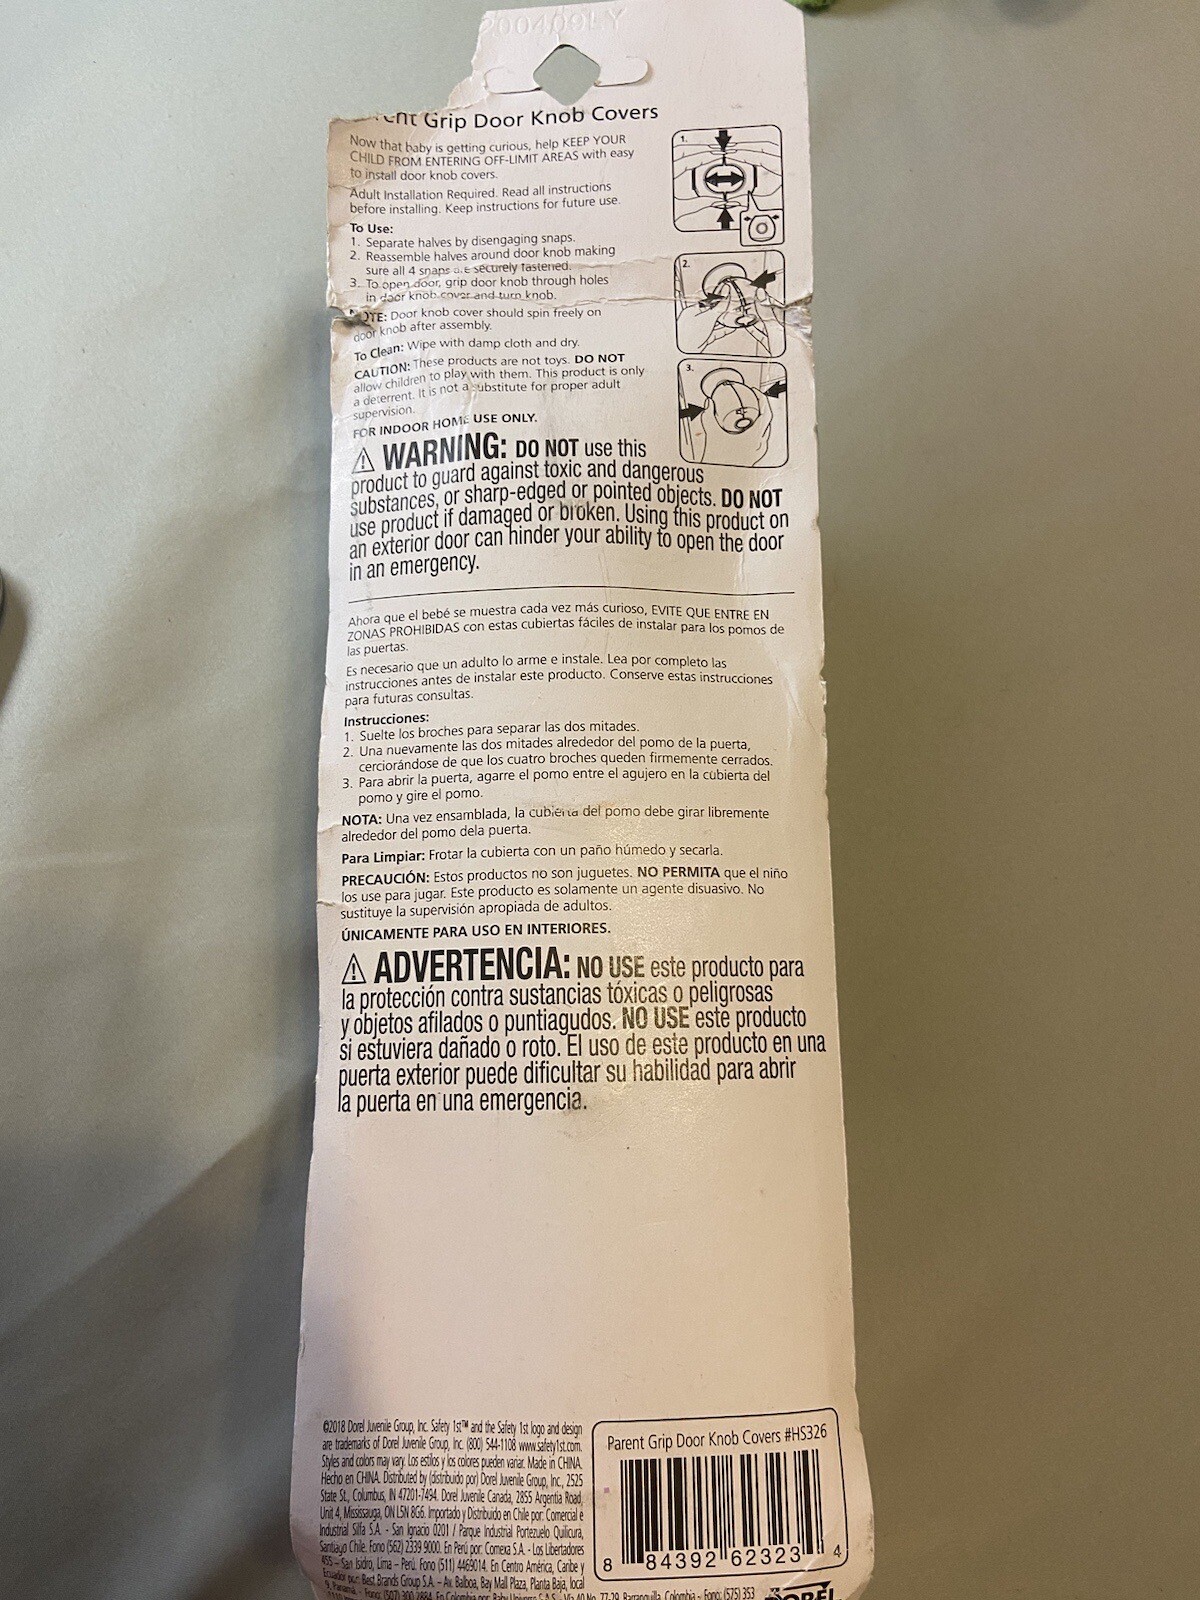 200409LY
Grip Door Knob Covers
Now that baby is getting curious, help KEEP YOUR
CHILD FROM ENTERING OFF-LIMIT AREAS with easy
to install door knob covers.
Adult Installation Required. Read all instructions
before installing. Keep instructions for future use.
To Use:
1. Separate halves by disengaging snaps.
2. Reassemble halves around door knob making
sure all 4 snaps are securely fastened.
3. To open door, grip door knob through holes
in door knob cover and turn knob.
NOTE: Door knob cover should spin freely on
door knob after assembly.
To Clean: Wipe with damp cloth and dry.
CAUTION: These products are not toys. DO NOT
allow children to play with them. This product is only
a deterrent. It is not a substitute for proper adult
supervision.
FOR INDOOR HOME USE ONLY.
1.
2.
3.
⚠ WARNING: DO NOT use this
product to guard against toxic and dangerous
substances, or sharp-edged or pointed objects. DO NOT
use product if damaged or broken. Using this product on
an exterior door can hinder your ability to open the door
in an emergency.
Ahora que el bebé se muestra cada vez más curioso, EVITE QUE ENTRE EN
ZONAS PROHIBIDAS con estas cubiertas fáciles de instalar para los pomos de
las puertas.
Es necesario que un adulto lo arme e instale. Lea por completo las
instrucciones antes de instalar este producto. Conserve estas instrucciones
para futuras consultas.
Instrucciones:
1. Suelte los broches para separar las dos mitades.
2. Una nuevamente las dos mitades alrededor del pomo de la puerta,
cerciorándose de que los cuatro broches queden firmemente cerrados.
3. Para abrir la puerta, agarre el pomo entre el agujero en la cubierta del
pomo y gire el pomo.
NOTA: Una vez ensamblada, la cubierta del pomo debe girar libremente
alrededor del pomo dela puerta.
Para Limpiar: Frotar la cubierta con un paño húmedo y secarla.
PRECAUCIÓN: Estos productos no son juguetes. NO PERMITA que el niño
los use para jugar. Este producto es solamente un agente disuasivo. No
sustituye la supervisión apropiada de adultos.
ÚNICAMENTE PARA USO EN INTERIORES.
⚠ ADVERTENCIA: NO USE este producto para
la protección contra sustancias tóxicas o peligrosas
y objetos afilados o puntiagudos. NO USE este producto
si estuviera dañado o roto. El uso de este producto en una
puerta exterior puede dificultar su habilidad para abrir
la puerta en una emergencia.
©2018 Dorel Juvenile Group, Inc. Safety 1st™ and the Safety 1st logo and design
are trademarks of Dorel Juvenile Group, Inc. (800) 544-1108 www.safety1st.com.
Styles and colors may vary. Los estilos y los colores pueden variar. Made in CHINA.
Hecho en CHINA. Distributed by (distribuido por) Dorel Juvenile Group, Inc., 2525
State St., Columbus, IN 47201-7494. Dorel Juvenile Canada, 2855 Argentia Road,
Unit 4, Mississauga, ON L5N 8G6. Importado y Distribuido en Chile por: Comercial e
Industrial Silfa S.A. - San Ignacio 0201 / Parque Industrial Portezuelo Quilicura,
Santiago Chile. Fono (562) 2339 9000. En Perú por: Comexa S.A. - Los Libertadores
455 – San Isidro, Lima – Perú. Fono (511) 4469014. En Centro América, Caribe y
Ecuador por: Best Brands Group S.A. – Av. Balboa, Bay Mall Plaza, Planta Baja, local
9, Panamá - Fono: (507) 300 2884. En Colombia por: Baby Universe S.A.S. - Vía 40 No. 77-29, Barranquilla, Colombia - Fono: (575) 353
Parent Grip Door Knob Covers #HS326
8 84392 62323 4
DOREL